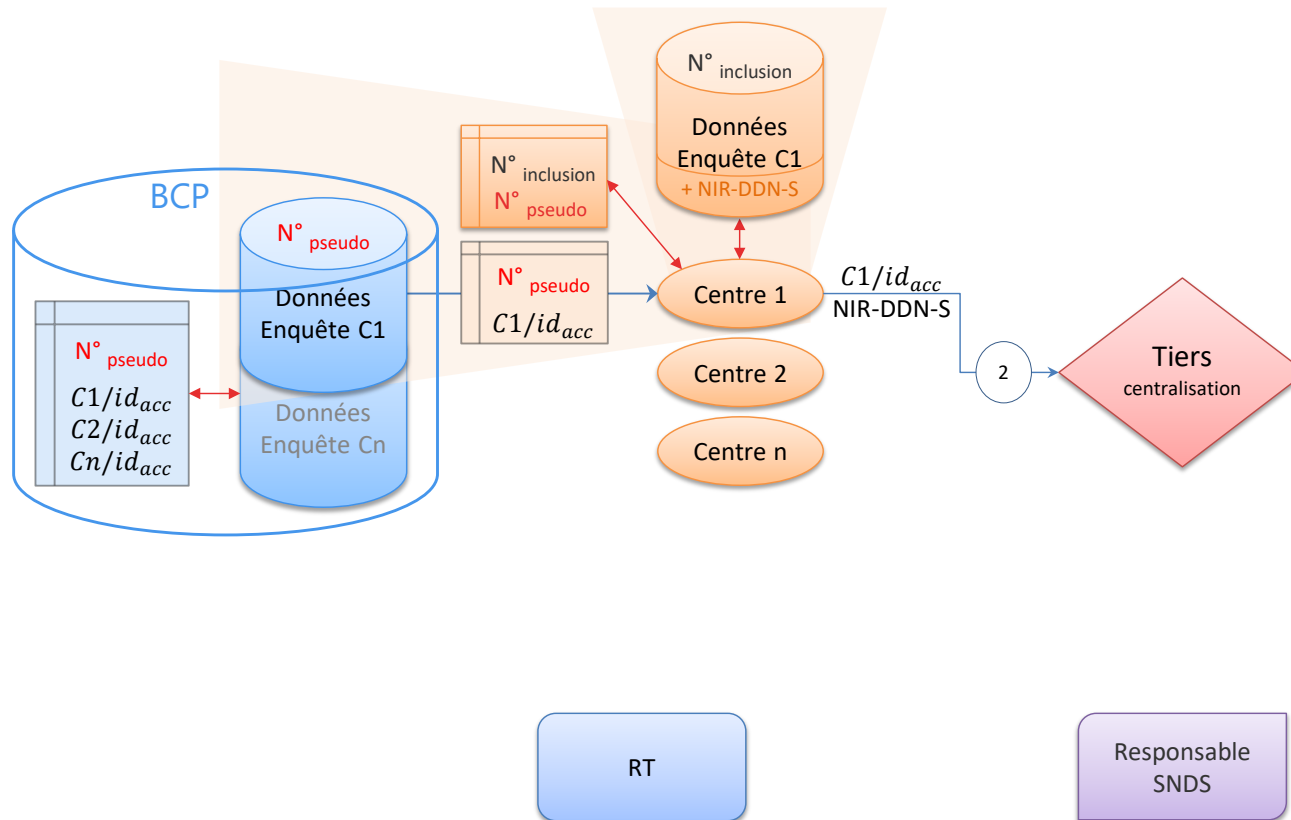 N° inclusion
Données
Enquête C1
+ NIR-DDN-S
N° inclusion
N° pseudo
BCP
N° pseudo
Données
Enquête C1
N° pseudo
C1/id_acc
Centre 1
C1/id_acc
NIR-DDN-S
N° pseudo
C1/id_acc
C2/id_acc
Cn/id_acc
Données
Enquête Cn
Centre 2
Centre n
2
Tiers
centralisation
RT
Responsable
SNDS